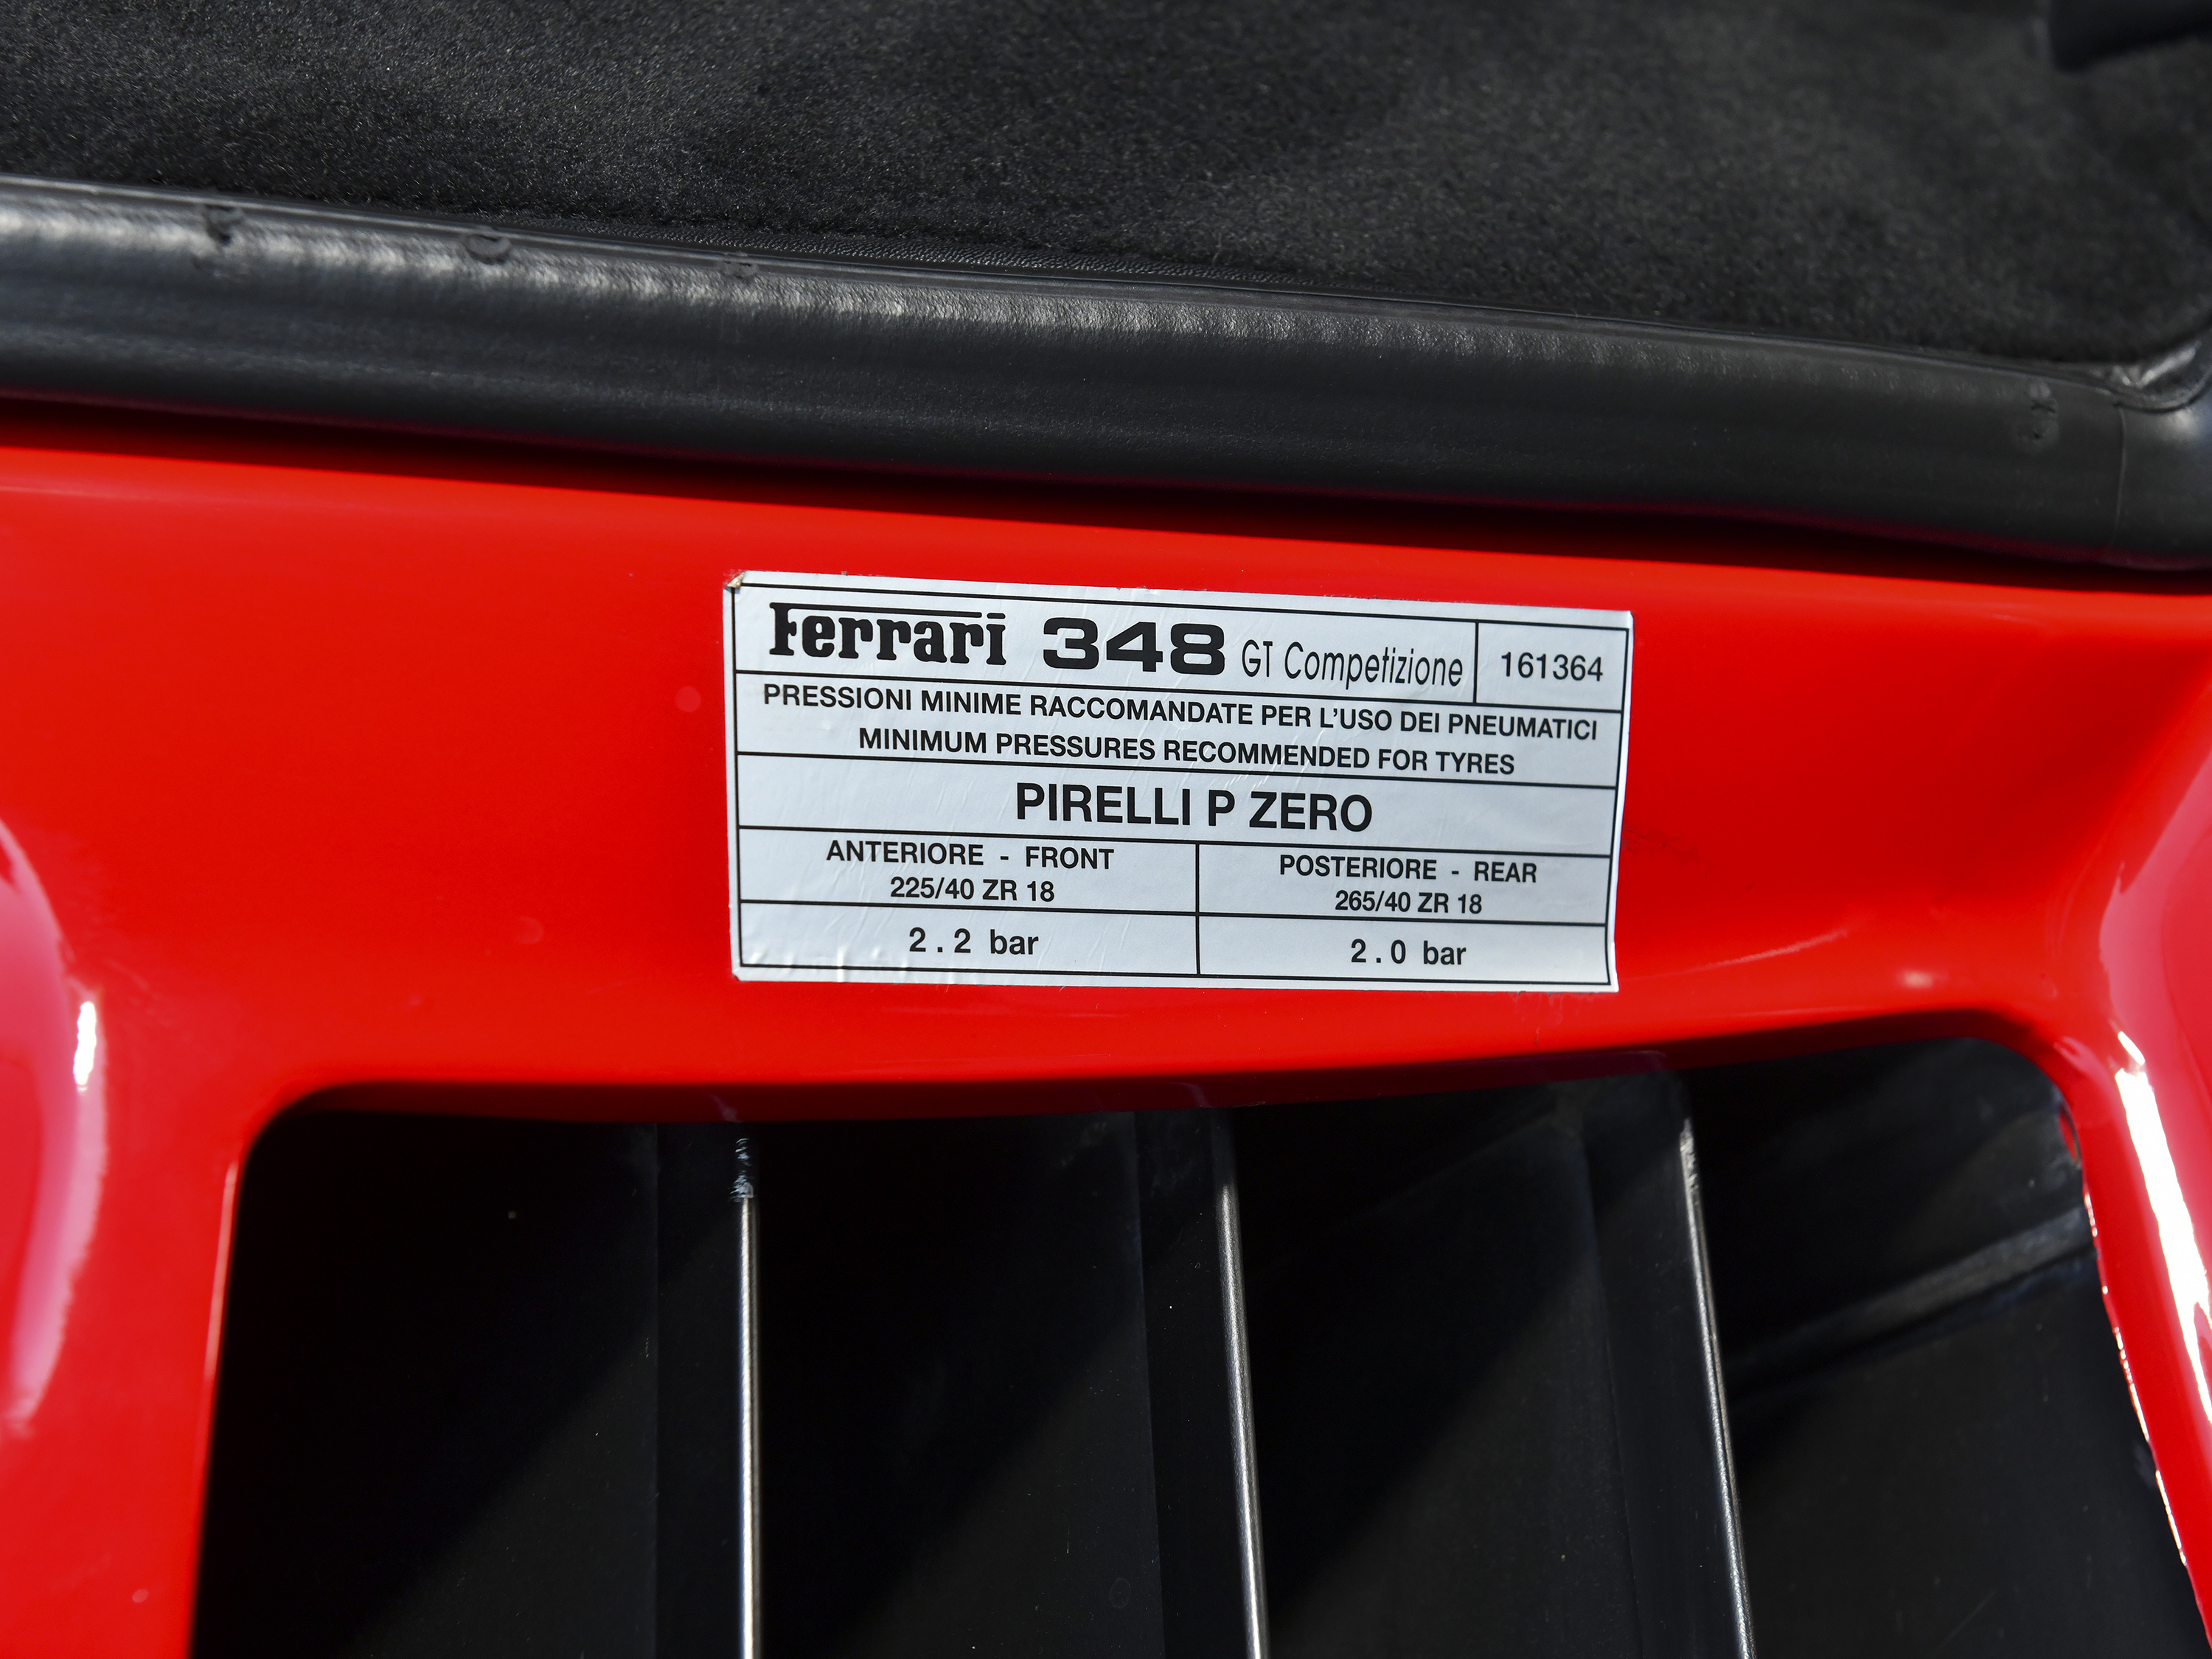 Ferrari 348 GT Competizione 161364
PRESSIONI MINIME RACCOMANDATE PER L'USO DEI PNEUMATICI
MINIMUM PRESSURES RECOMMENDED FOR TYRES
PIRELLI P ZERO
ANTERIORE - FRONT
225/40 ZR 18
2.2 bar
POSTERIORE - REAR
265/40 ZR 18
2.0 bar